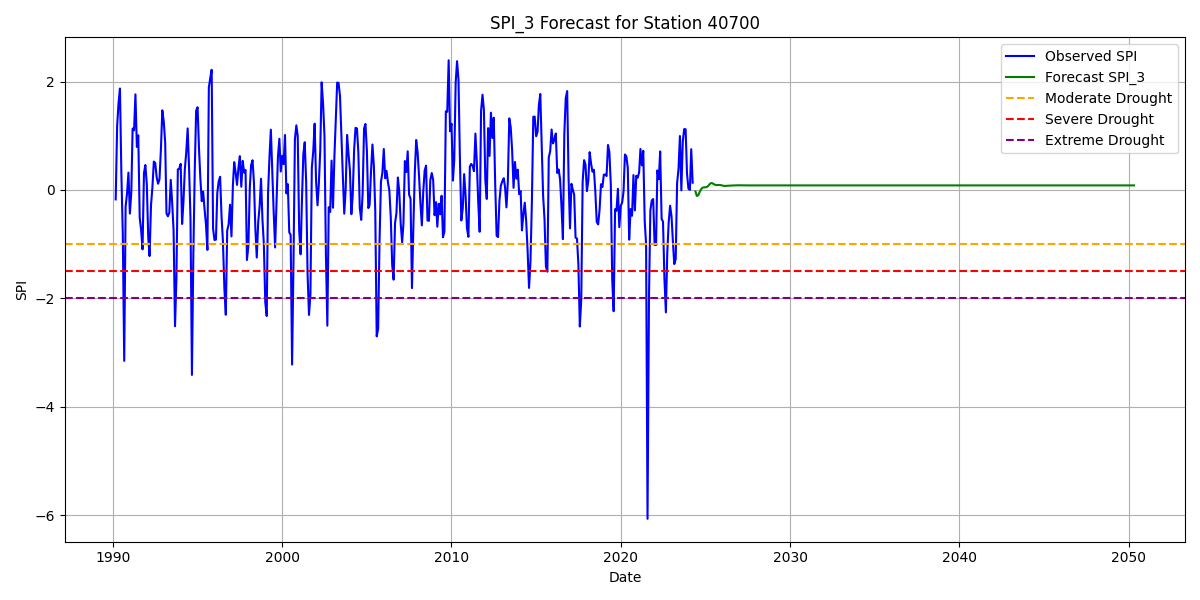 SPI_3 Forecast for Station 40700
Observed SPI
Forecast SPI_3
Moderate Drought
Severe Drought
Extreme Drought
SPI
2
0
−2
−4
−6
1990 2000 2010 2020 2030 2040 2050
Date